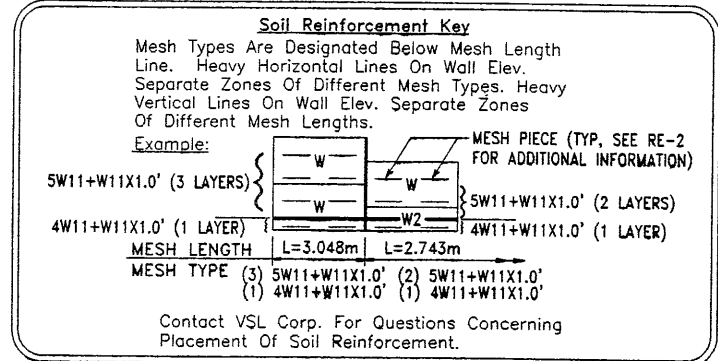 Soil Reinforcement Key
Mesh Types Are Designated Below Mesh Length
Line. Heavy Horizontal Lines On Wall Elev.
Separate Zones Of Different Mesh Types. Heavy
Vertical Lines On Wall Elev. Separate Zones
Of Different Mesh Lengths.
Example:
MESH PIECE (TYP, SEE RE-2
FOR ADDITIONAL INFORMATION)
W
W
5W11+W11X1.0' (3 LAYERS)
W
5W11+W11X1.0' (2 LAYERS)
W2
4W11+W11X1.0' (1 LAYER)
4W11+W11X1.0' (1 LAYER)
MESH LENGTH L=3.048m L=2.743m
MESH TYPE (3) 5W11+W11X1.0' (2) 5W11+W11X1.0'
(1) 4W11+W11X1.0' (1) 4W11+W11X1.0'
Contact VSL Corp. For Questions Concerning
Placement Of Soil Reinforcement.